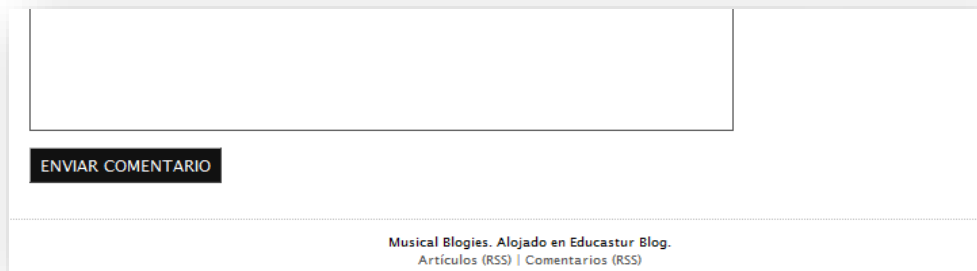 ENVIAR COMENTARIO
Musical Blogies. Alojado en Educastur Blog.
Artículos (RSS) | Comentarios (RSS)